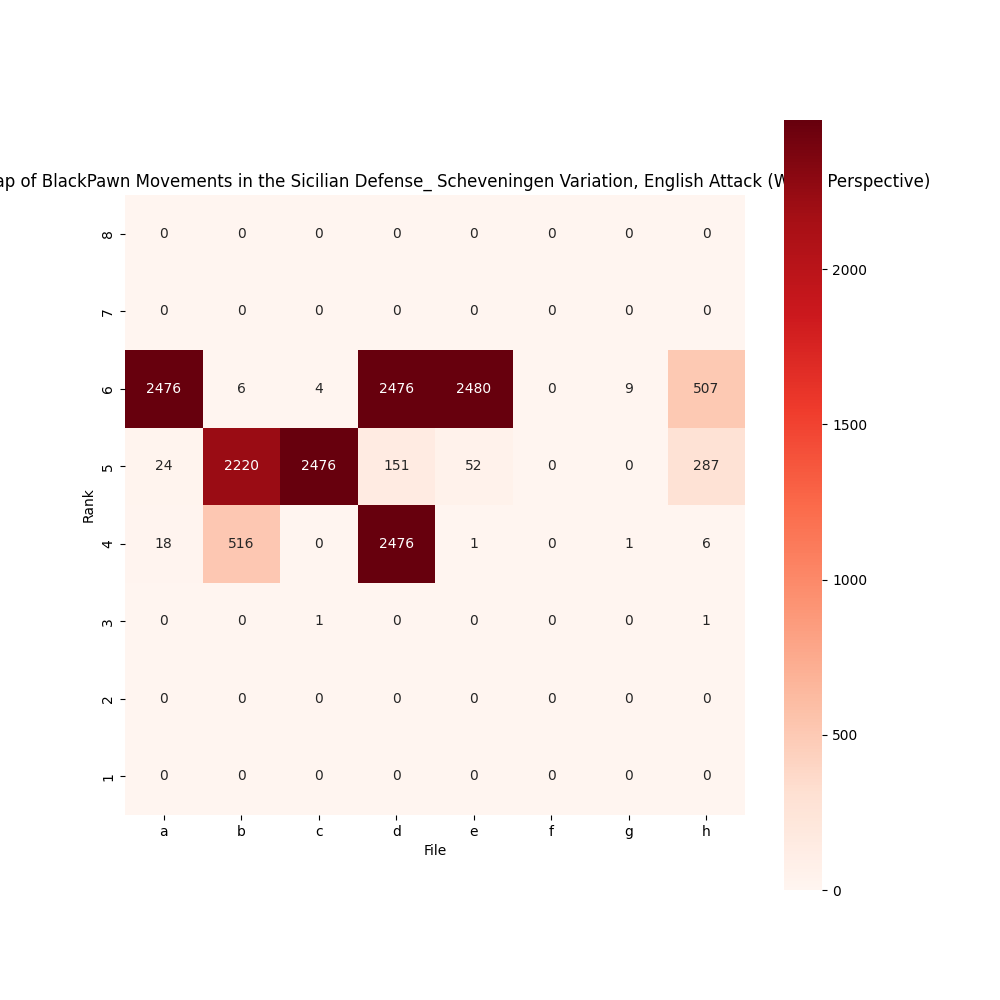 ap of BlackPawn Movements in the Sicilian Defense_ Scheveningen Variation, English Attack (W Perspective)
8 0 0 0 0 0 0 0 0
7 0 0 0 0 0 0 0 0
6 2476 6 4 2476 2480 0 9 507
5 24 2220 2476 151 52 0 0 287
4 18 516 0 2476 1 0 1 6
3 0 0 1 0 0 0 0 1
2 0 0 0 0 0 0 0 0
1 0 0 0 0 0 0 0 0
Rank
a b c d e f g h
File
2000
1500
1000
500
0